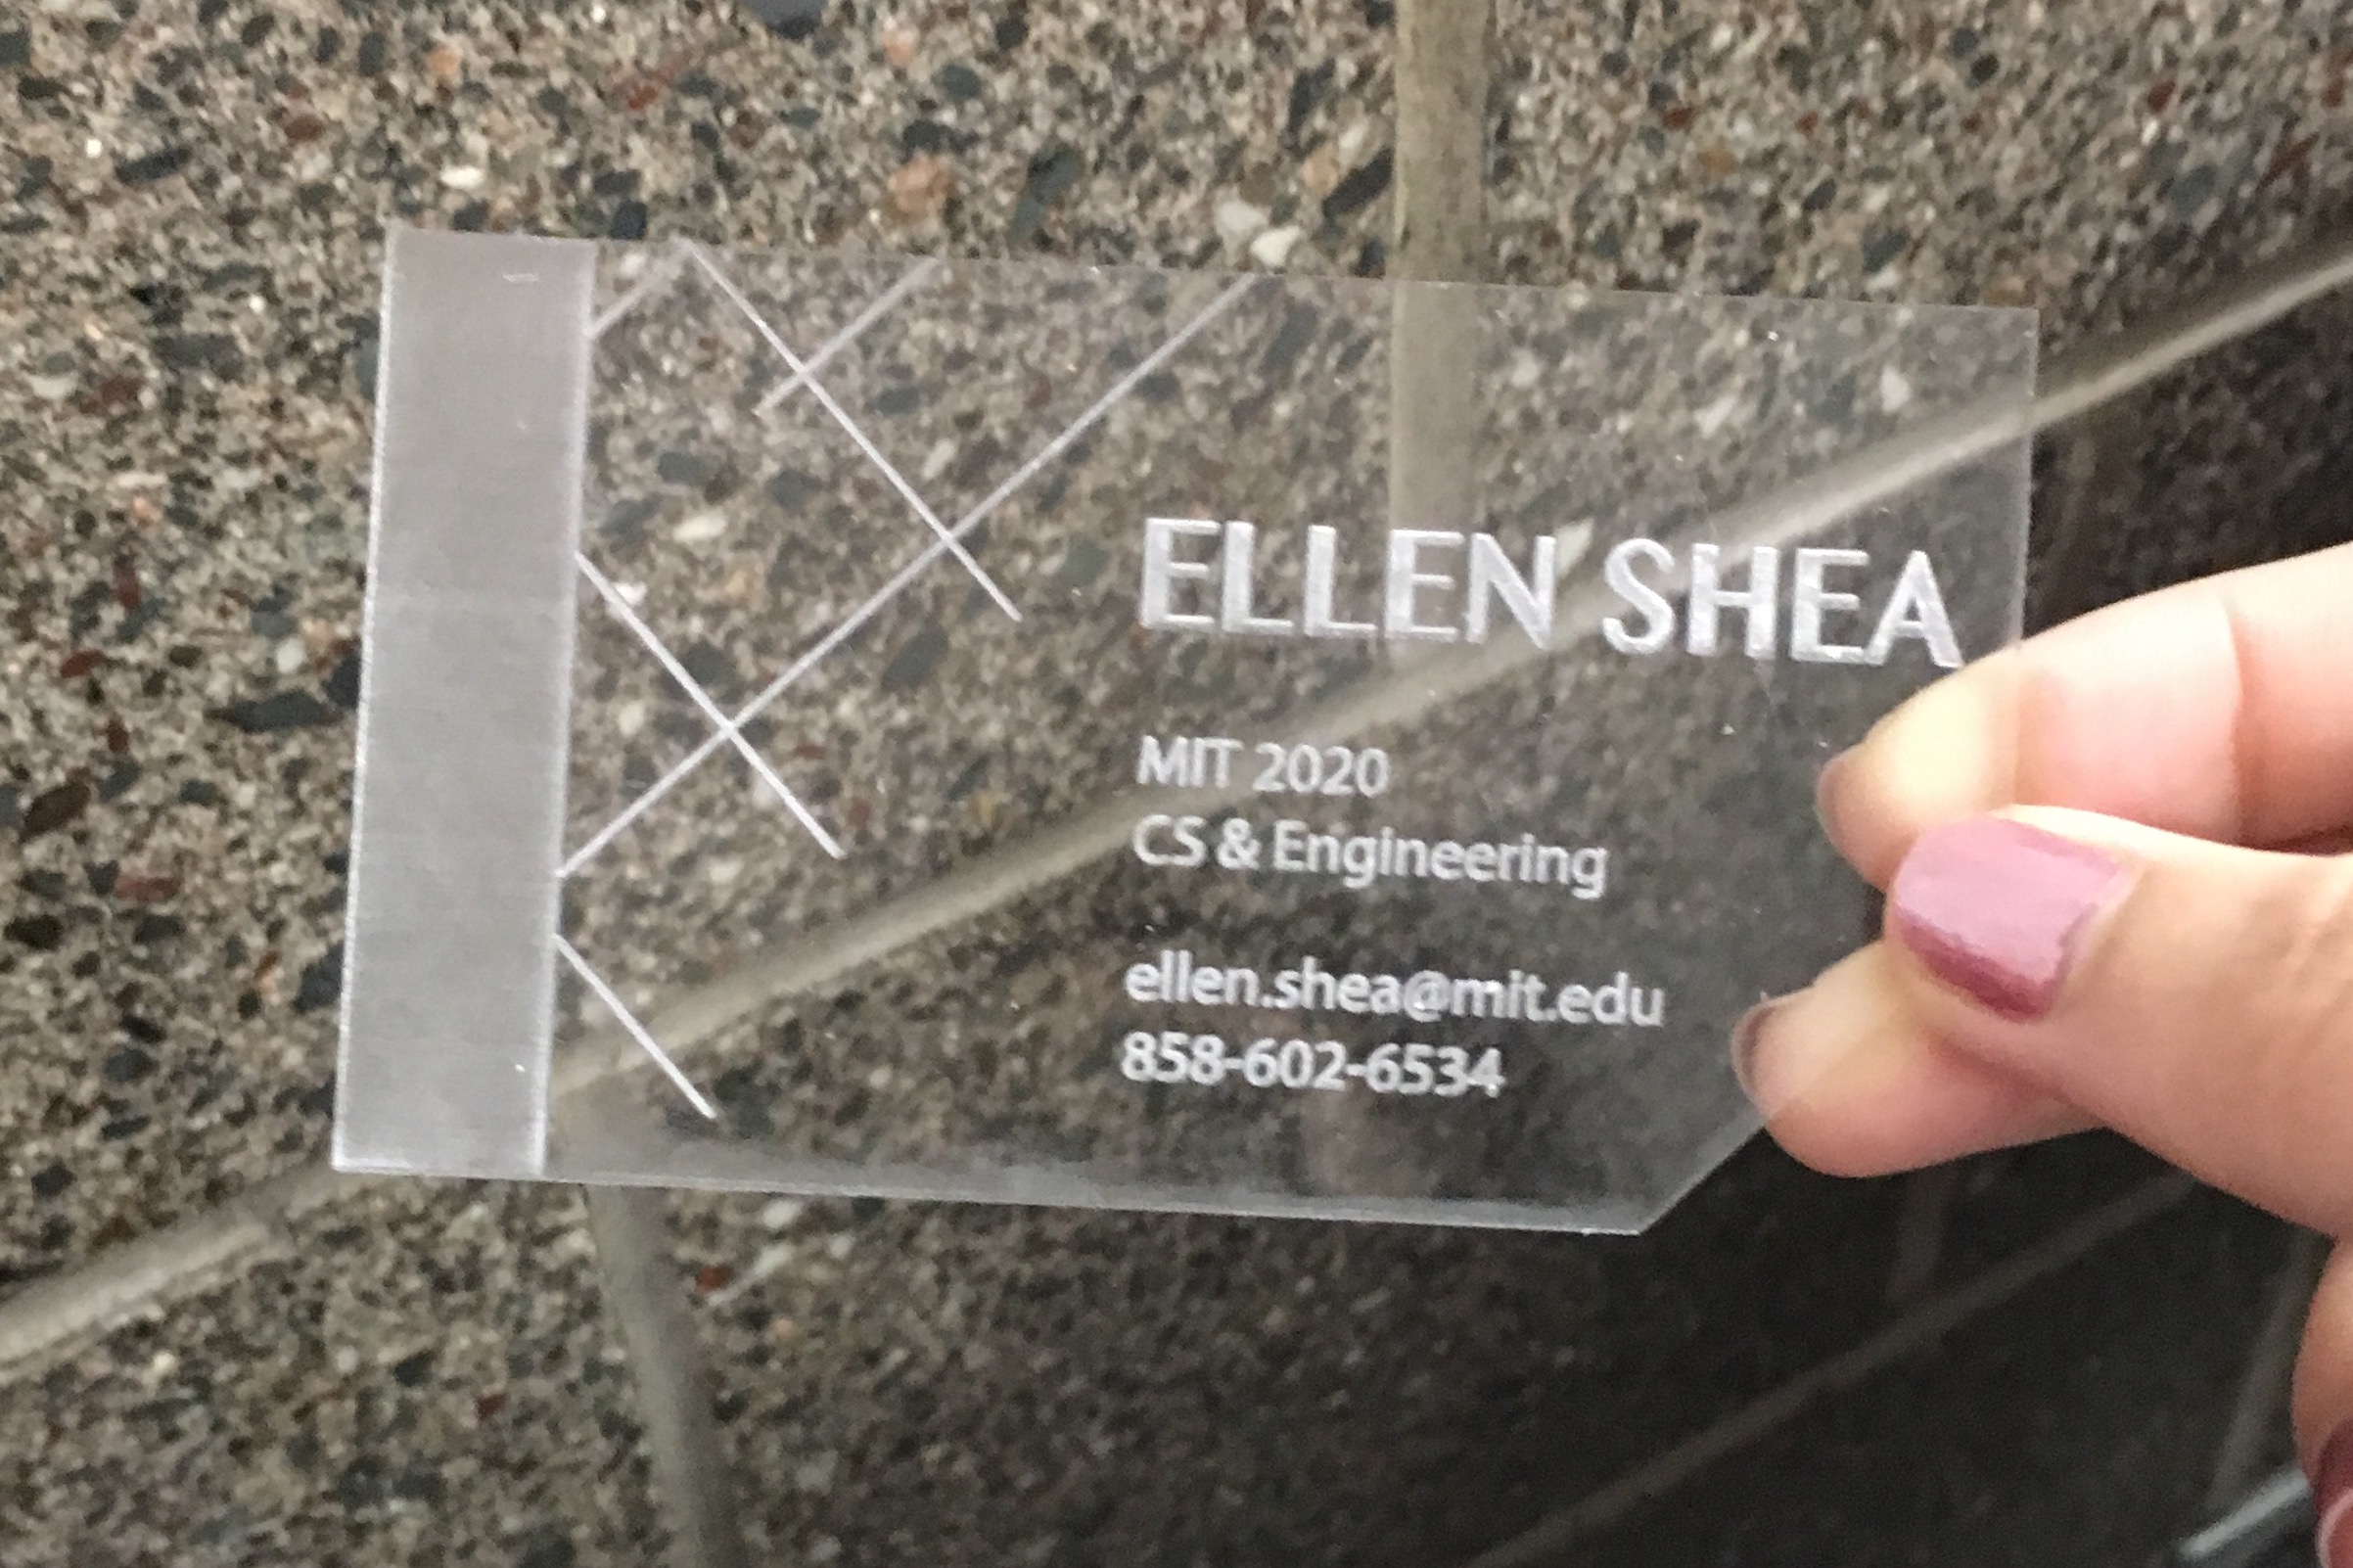 ELLEN SHEA
MIT 2020
CS & Engineering
ellen.shea@mit.edu
858-602-6534